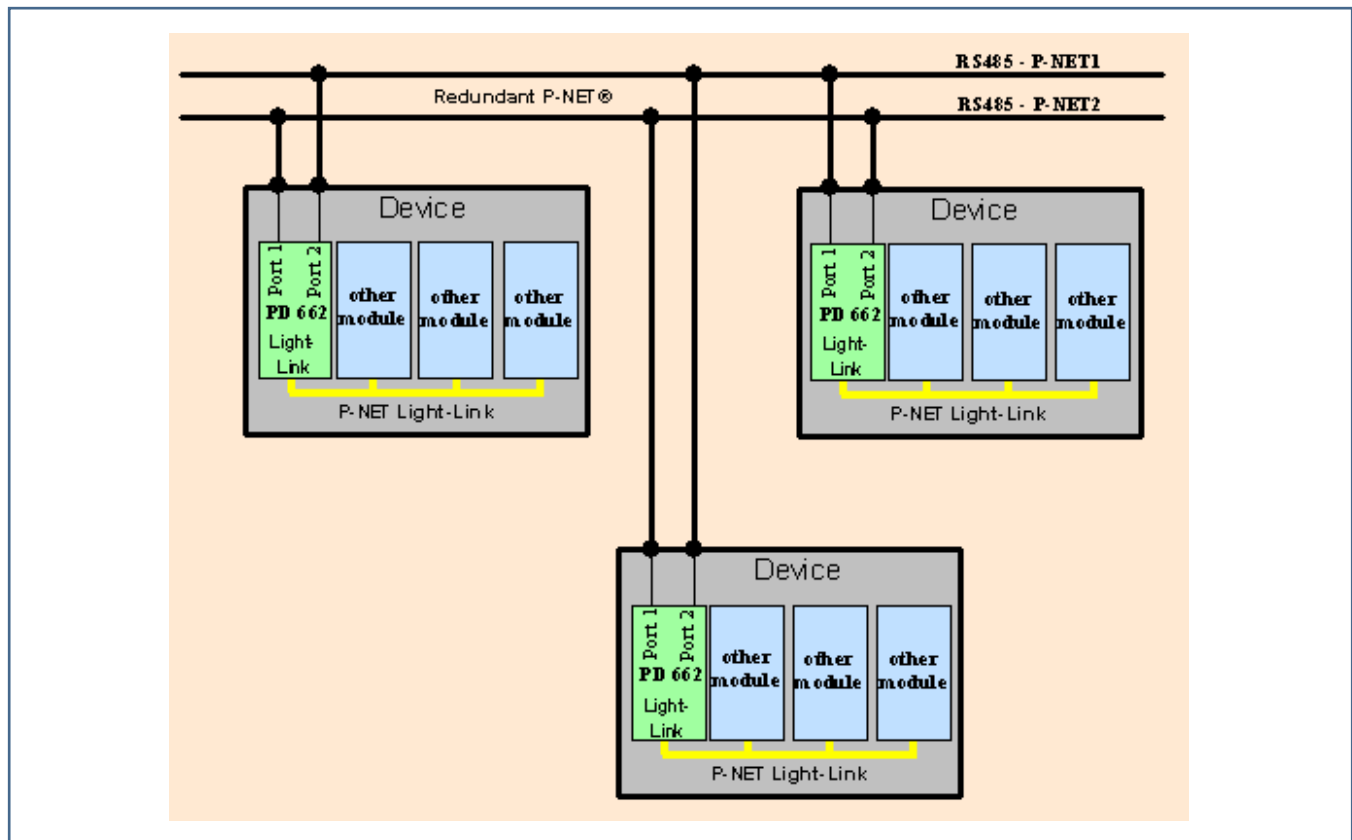 RS485 - P-NET1
Redundant P-NET®
RS485 - P-NET2
Device
Port 1
Port 2
PD 662
Light-
Link
other
module
other
module
other
module
P-NET Light-Link
Device
Port 1
Port 2
PD 662
Light-
Link
other
module
other
module
other
module
P-NET Light-Link
Device
Port 1
Port 2
PD 662
Light-
Link
other
module
other
module
other
module
P-NET Light-Link